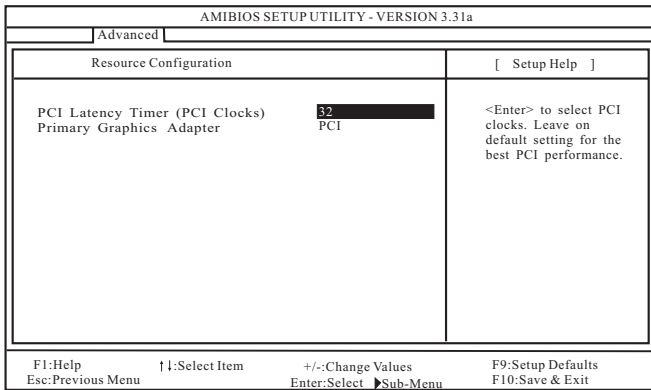 AMIBIOS SETUP UTILITY - VERSION 3.31a
Advanced
Resource Configuration
[ Setup Help ]
PCI Latency Timer (PCI Clocks) 32
Primary Graphics Adapter PCI
<Enter> to select PCI
clocks. Leave on
default setting for the
best PCI performance.
F1:Help ↑↓:Select Item +/-:Change Values F9:Setup Defaults
Esc:Previous Menu Enter:Select ▶Sub-Menu F10:Save & Exit